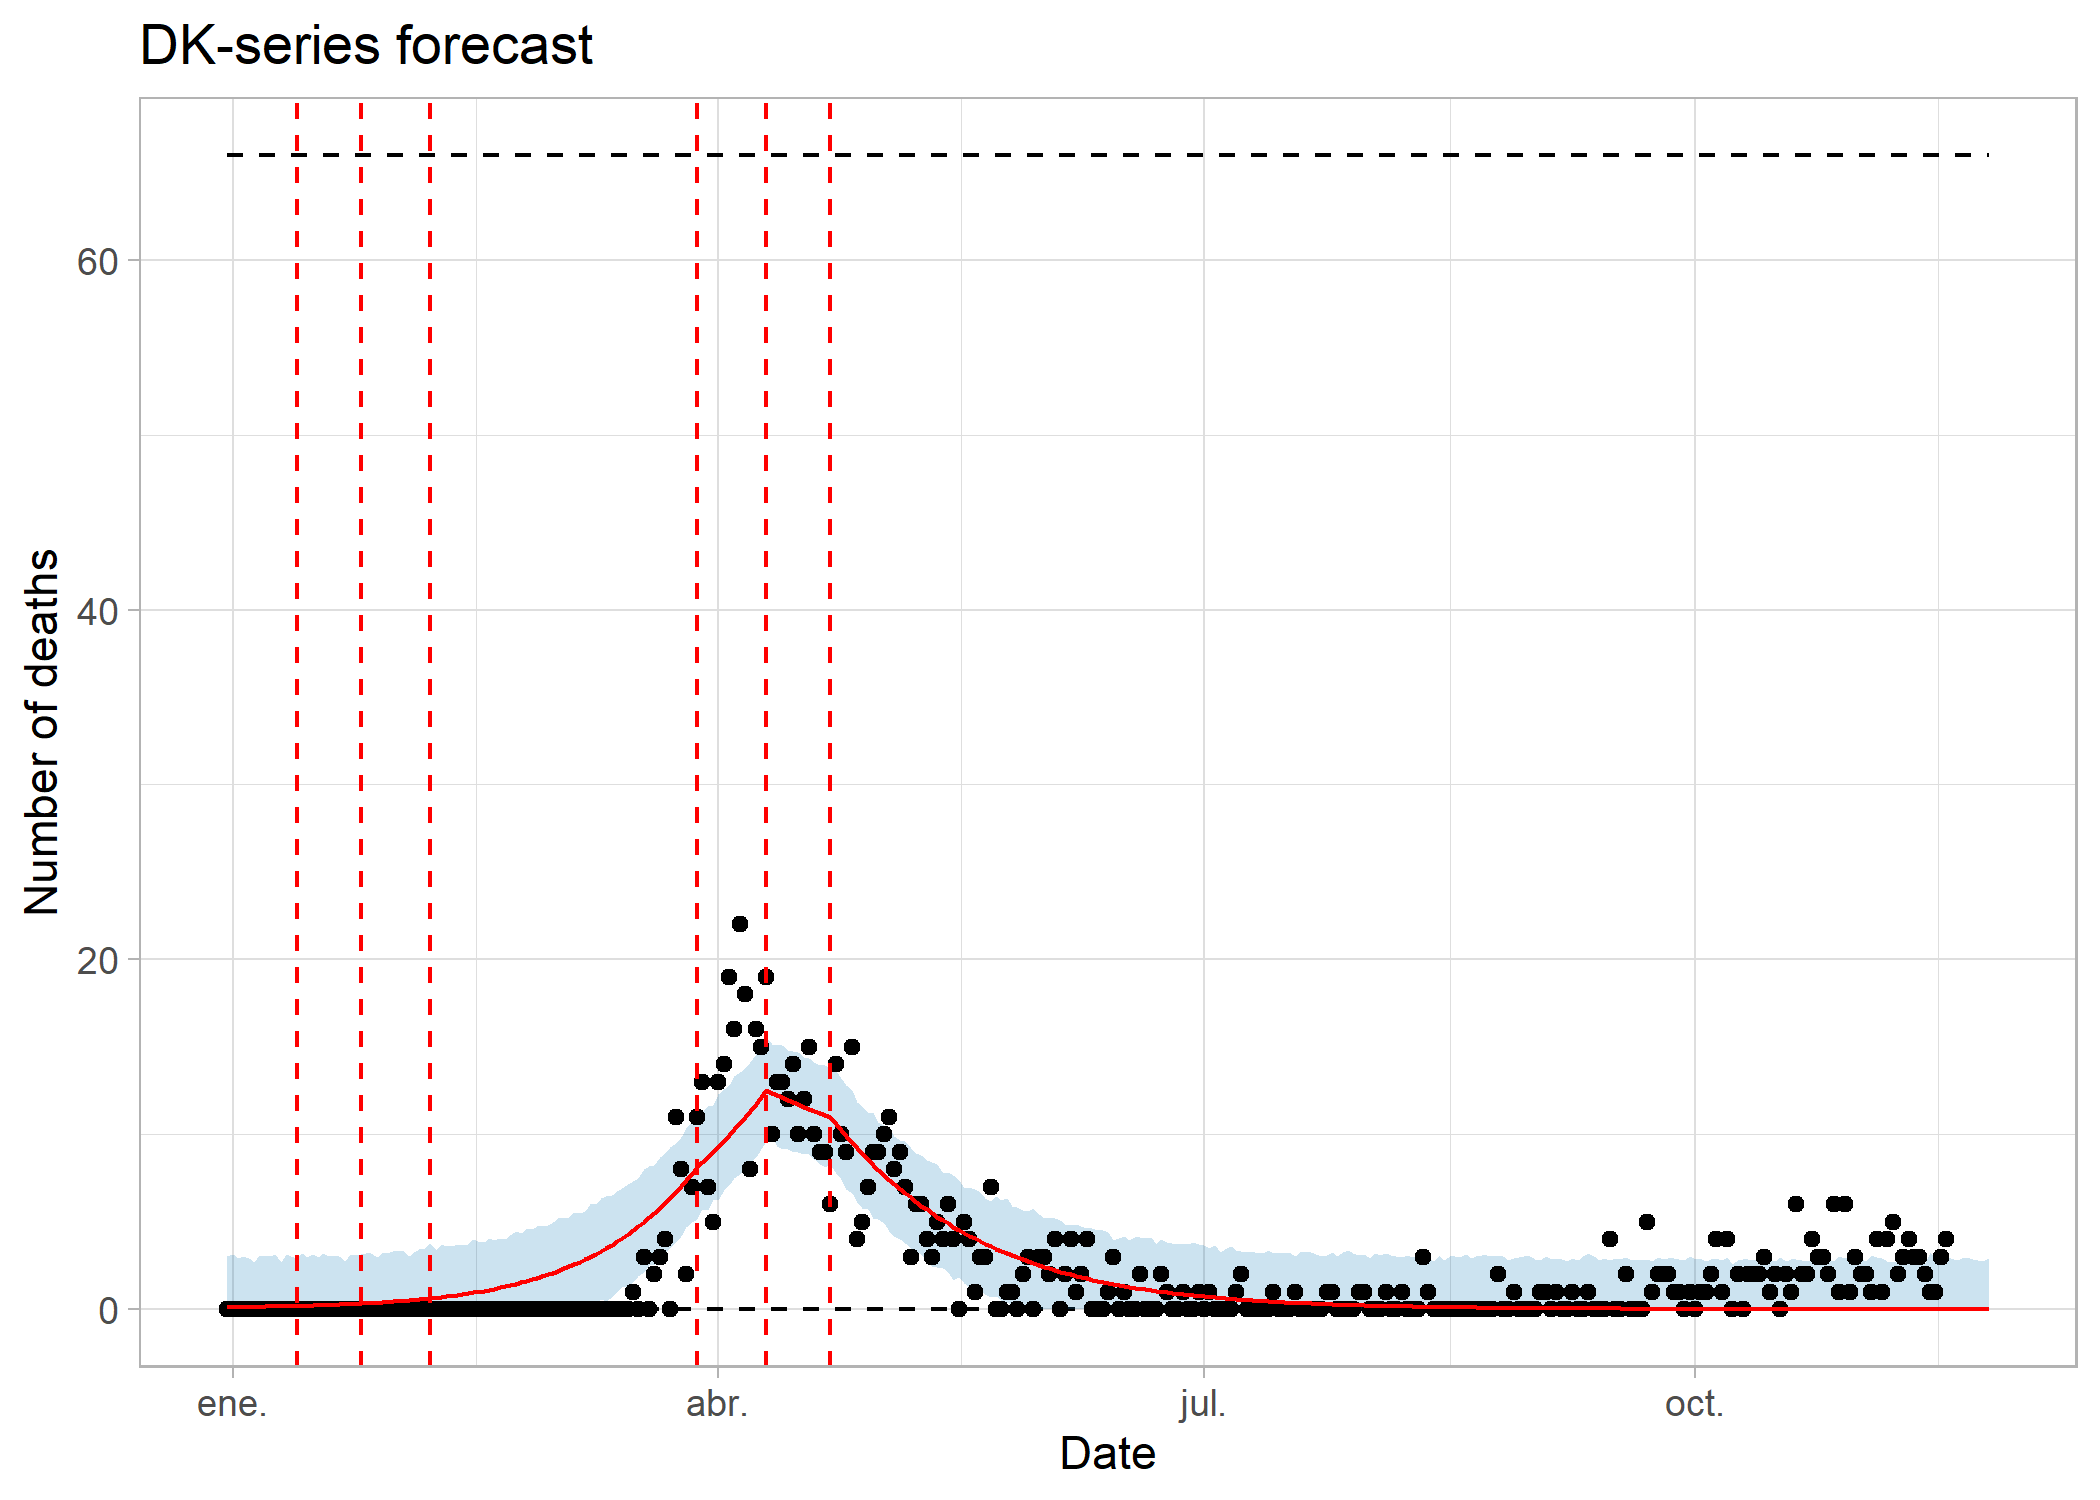 DK-series forecast
Number of deaths
60
40
20
0
ene.
abr.
jul.
oct.
Date